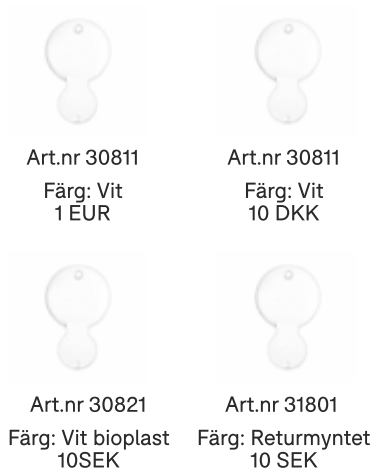 Art.nr 30811
Färg: Vit
1 EUR
Art.nr 30811
Färg: Vit
10 DKK
Art.nr 30821
Färg: Vit bioplast
10SEK
Art.nr 31801
Färg: Returmyntet
10 SEK